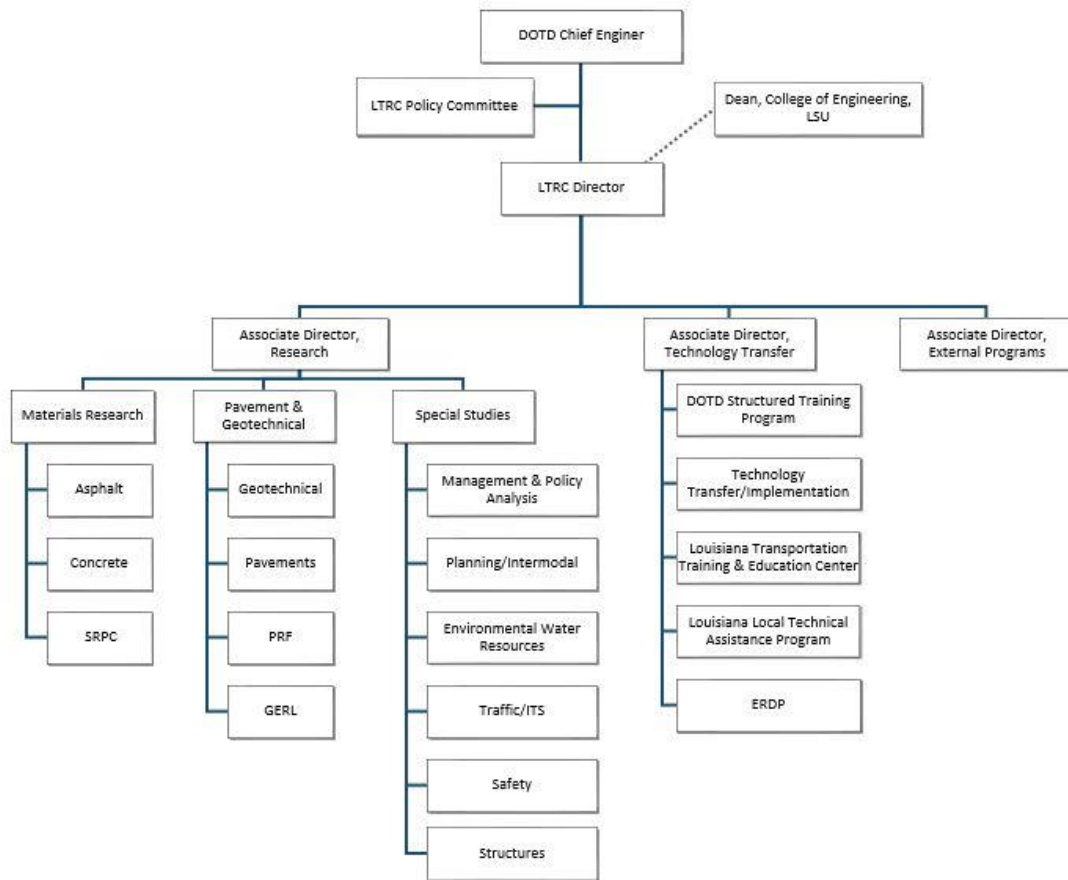 DOTD Chief Enginer
LTRC Policy Committee
Dean, College of Engineering,
LSU
LTRC Director
Associate Director,
Research
Associate Director,
Technology Transfer
Associate Director,
External Programs
Materials Research
Pavement &
Geotechnical
Special Studies
DOTD Structured Training
Program
Asphalt
Geotechnical
Management & Policy
Analysis
Technology
Transfer/Implementation
Concrete
Pavements
Planning/Intermodal
Louisiana Transportation
Training & Education Center
SRPC
PRF
Environmental Water
Resources
Louisiana Local Technical
Assistance Program
GERL
Traffic/ITS
ERDP
Safety
Structures